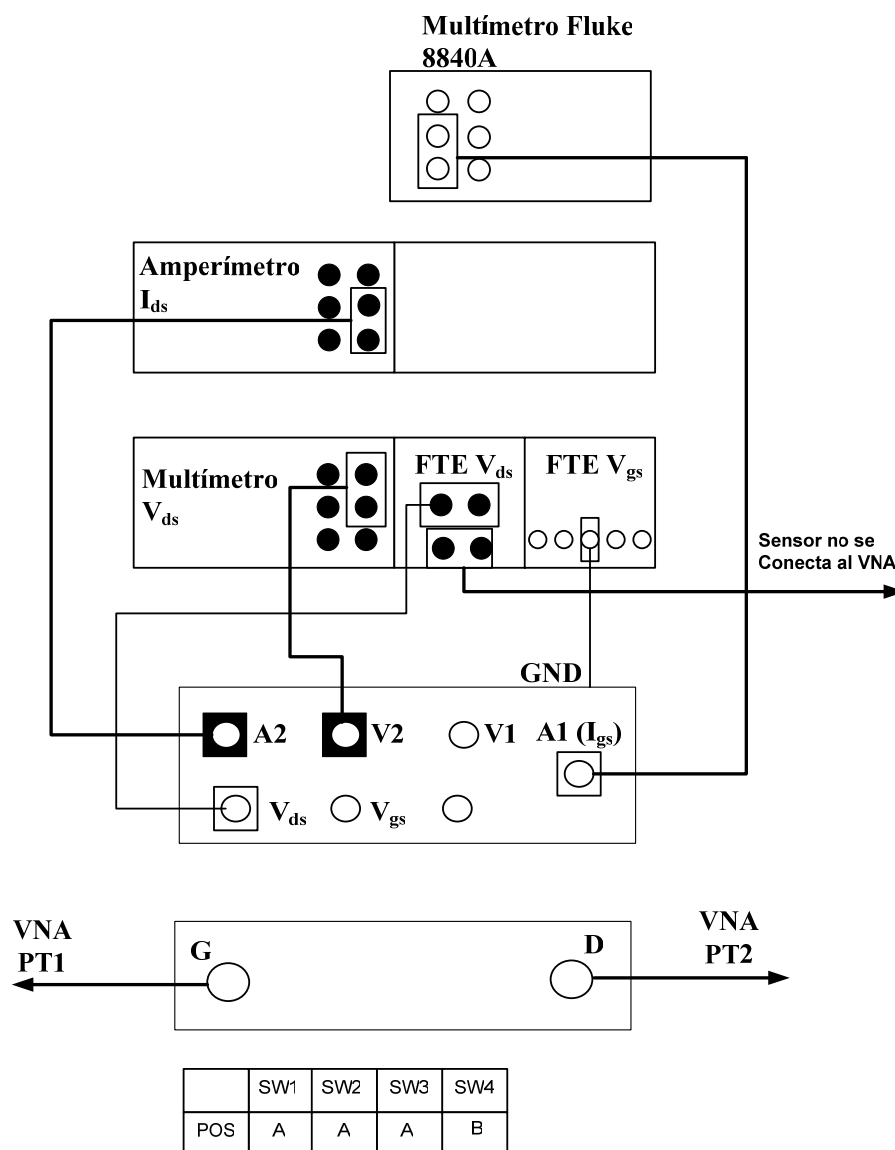 Multímetro Fluke
8840A
Amperímetro
Ids
Multímetro
Vds
FTE Vds
FTE Vgs
Sensor no se
Conecta al VNA
GND
A2
V2
V1
A1 (Igs)
Vds
Vgs
VNA
PT1
G
D
VNA
PT2
SW1 SW2 SW3 SW4
POS A A A B